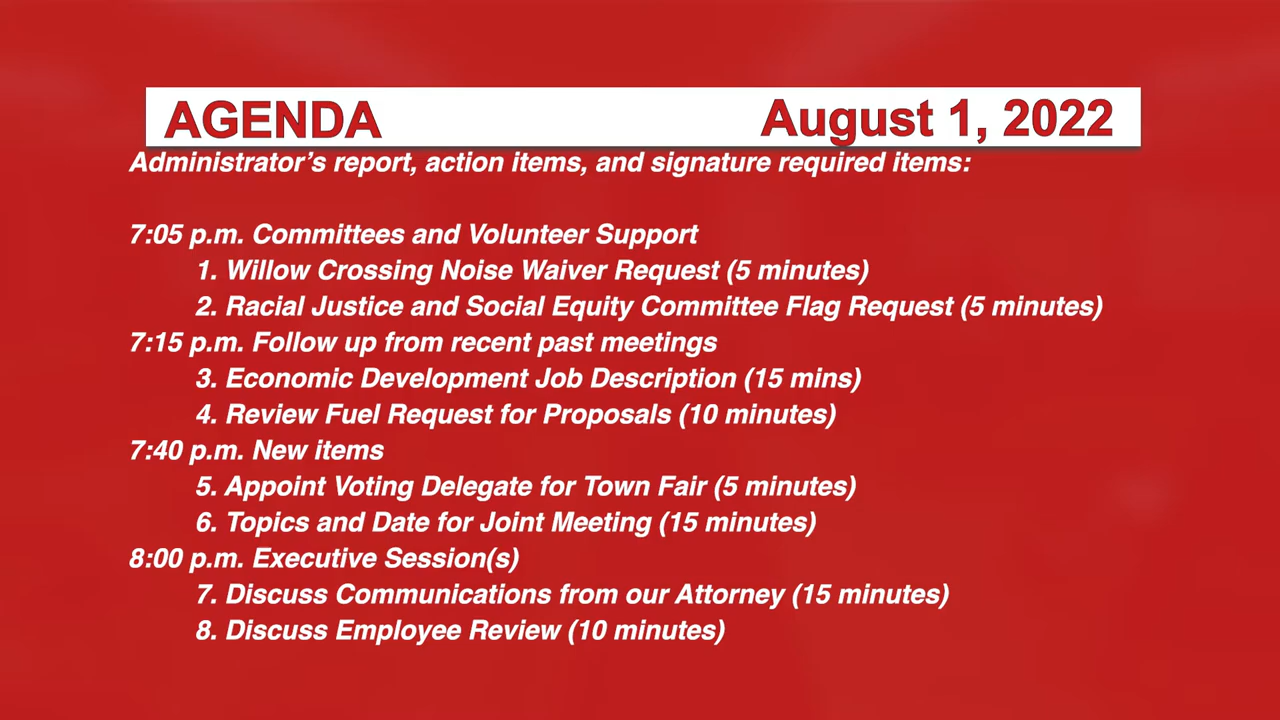 AGENDA August 1, 2022
Administrator’s report, action items, and signature required items:
7:05 p.m. Committees and Volunteer Support
1. Willow Crossing Noise Waiver Request (5 minutes)
2. Racial Justice and Social Equity Committee Flag Request (5 minutes)
7:15 p.m. Follow up from recent past meetings
3. Economic Development Job Description (15 mins)
4. Review Fuel Request for Proposals (10 minutes)
7:40 p.m. New items
5. Appoint Voting Delegate for Town Fair (5 minutes)
6. Topics and Date for Joint Meeting (15 minutes)
8:00 p.m. Executive Session(s)
7. Discuss Communications from our Attorney (15 minutes)
8. Discuss Employee Review (10 minutes)